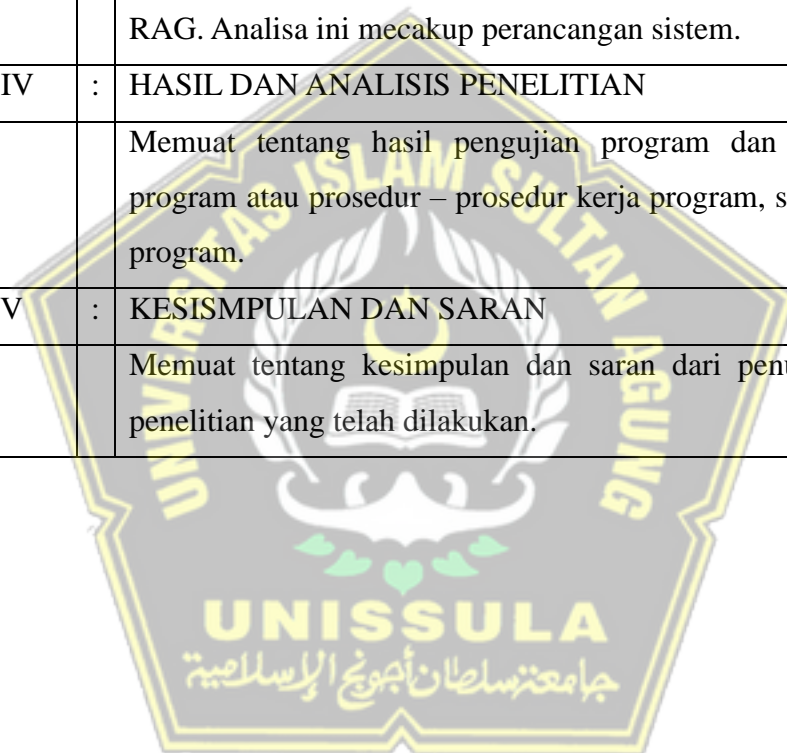 RAG. Analisa ini mecakup perancangan sistem.
IV : HASIL DAN ANALISIS PENELITIAN
Memuat tentang hasil pengujian program dan
program atau prosedur – prosedur kerja program, s
program.
V : KESISMPULAN DAN SARAN
Memuat tentang kesimpulan dan saran dari penu
penelitian yang telah dilakukan.
UNIVERSITAS ISLAM SULTAN AGUNG
UNISSULA
جامعة سلطان أجونج الإسلامية